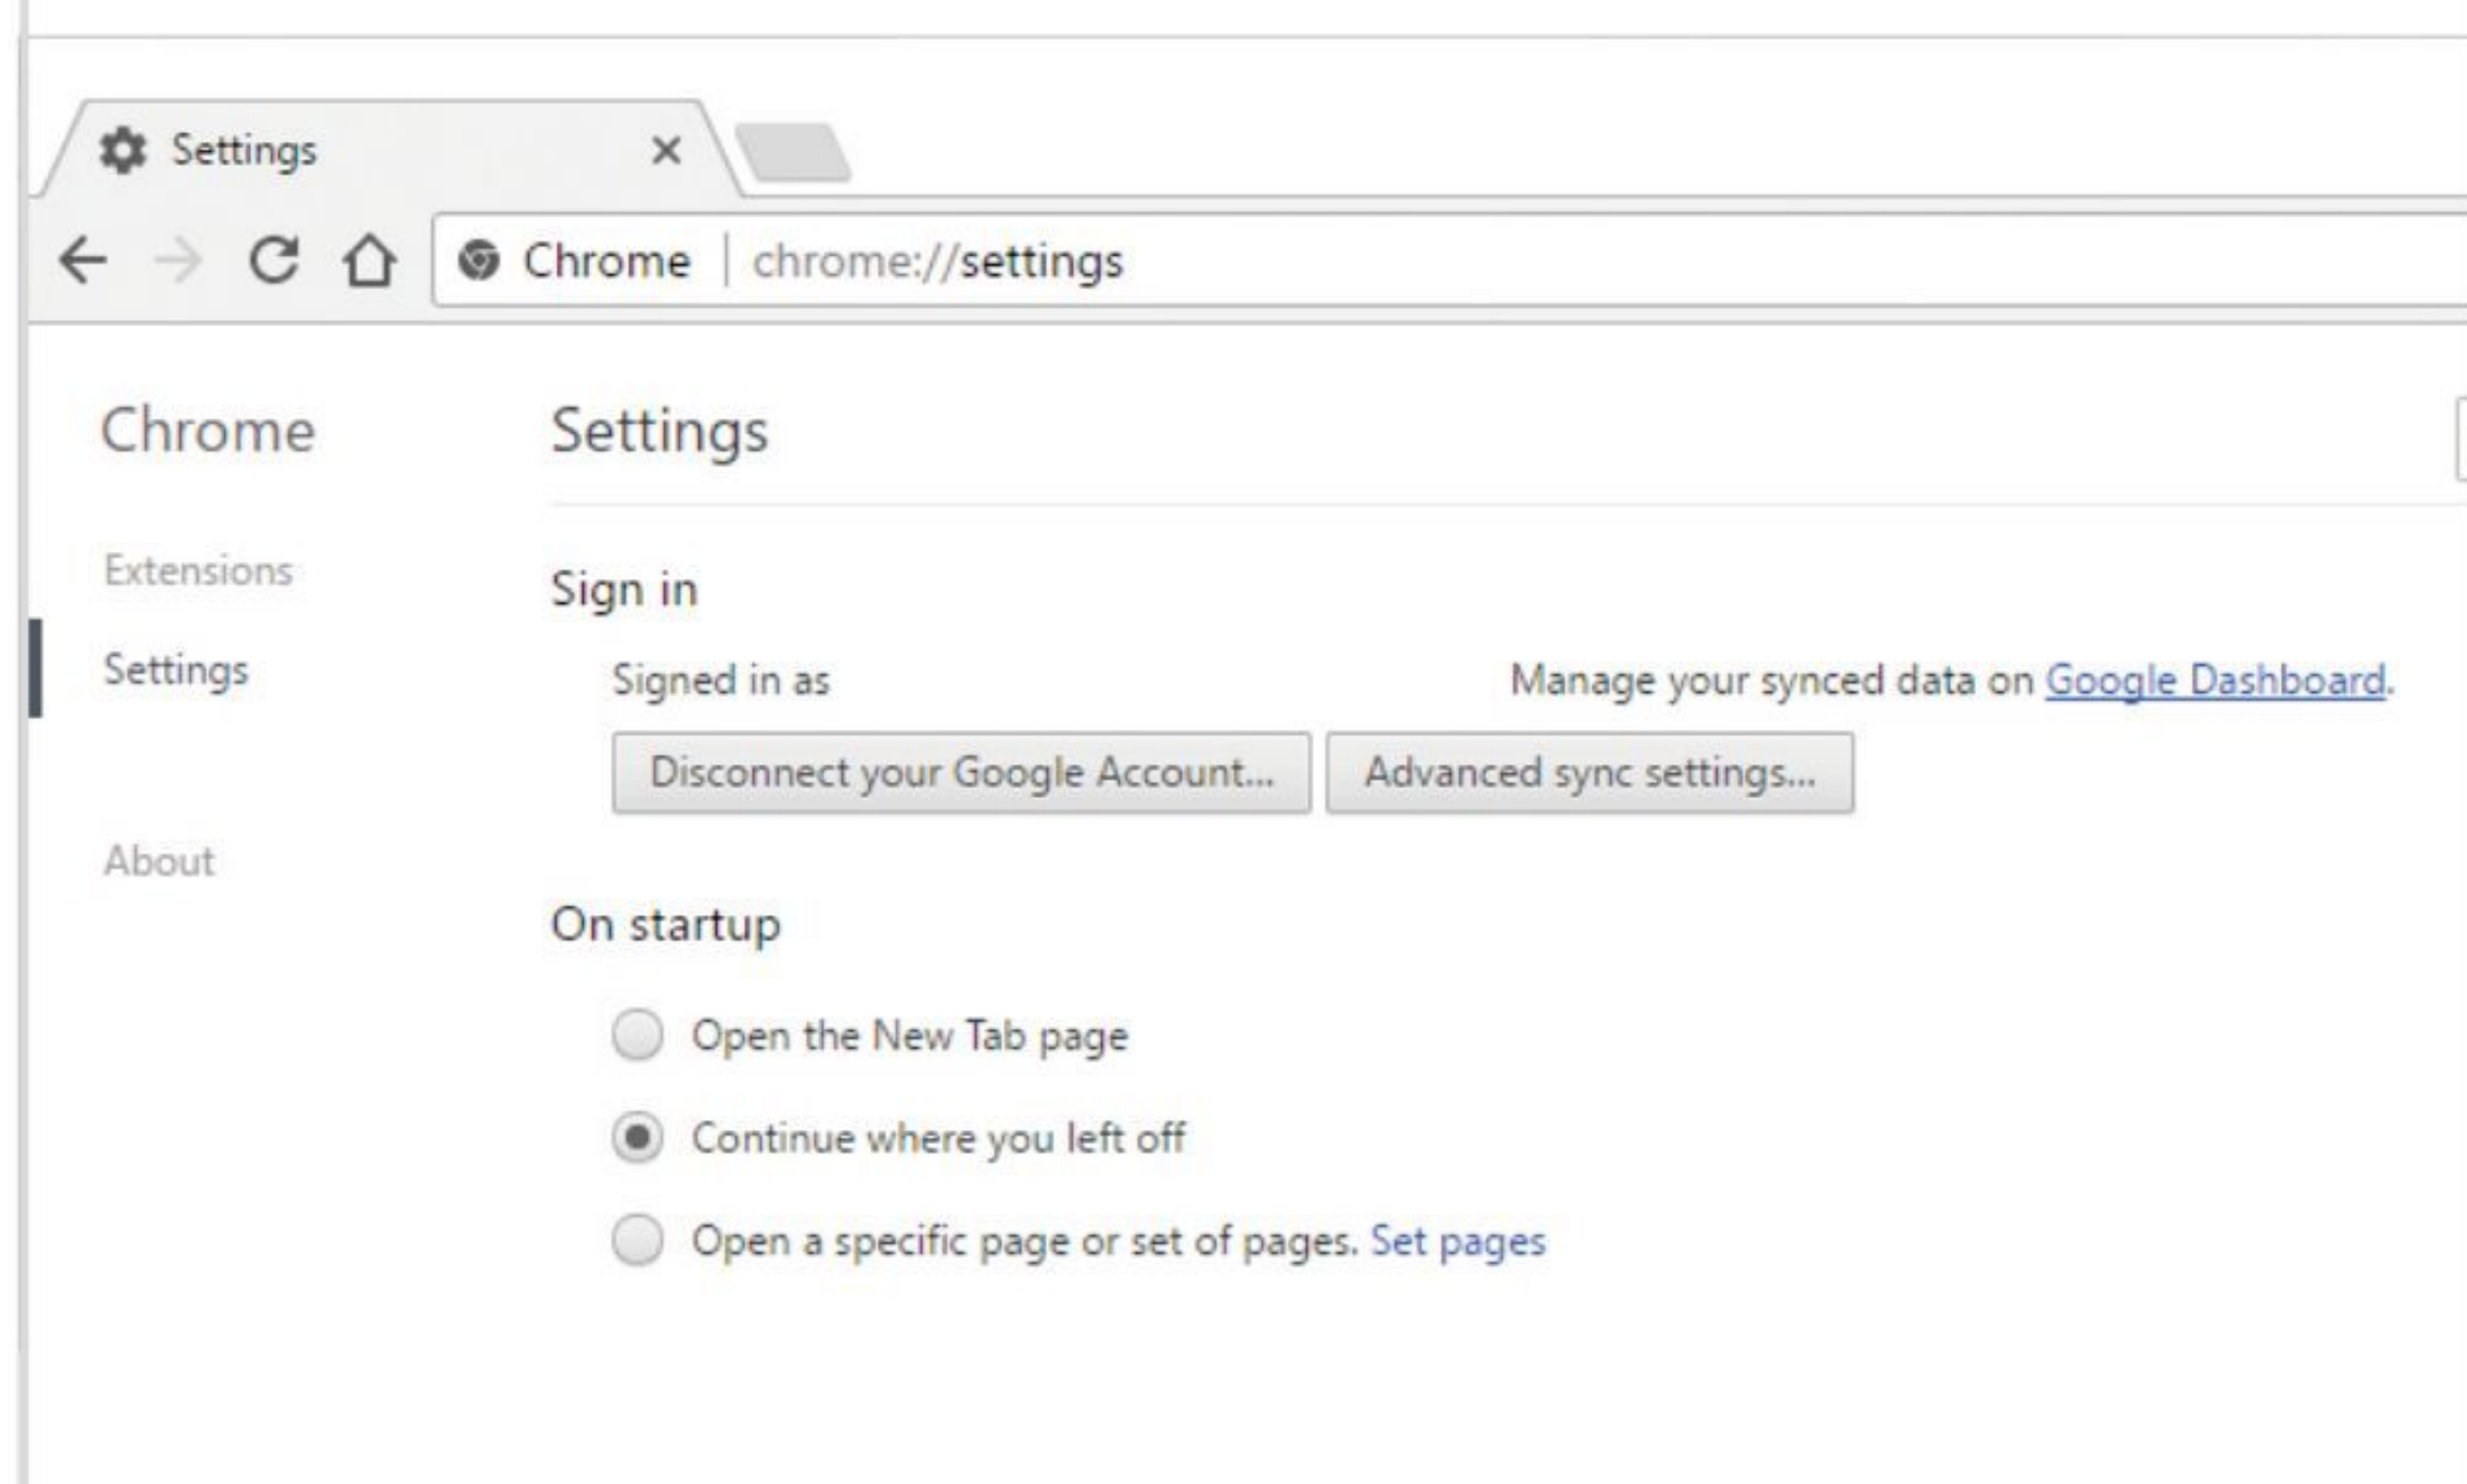 Settings
Chrome | chrome://settings
Chrome
Settings
Extensions
Sign in
Settings
Signed in as
Manage your synced data on Google Dashboard.
Disconnect your Google Account...
Advanced sync settings...
About
On startup
Open the New Tab page
Continue where you left off
Open a specific page or set of pages. Set pages